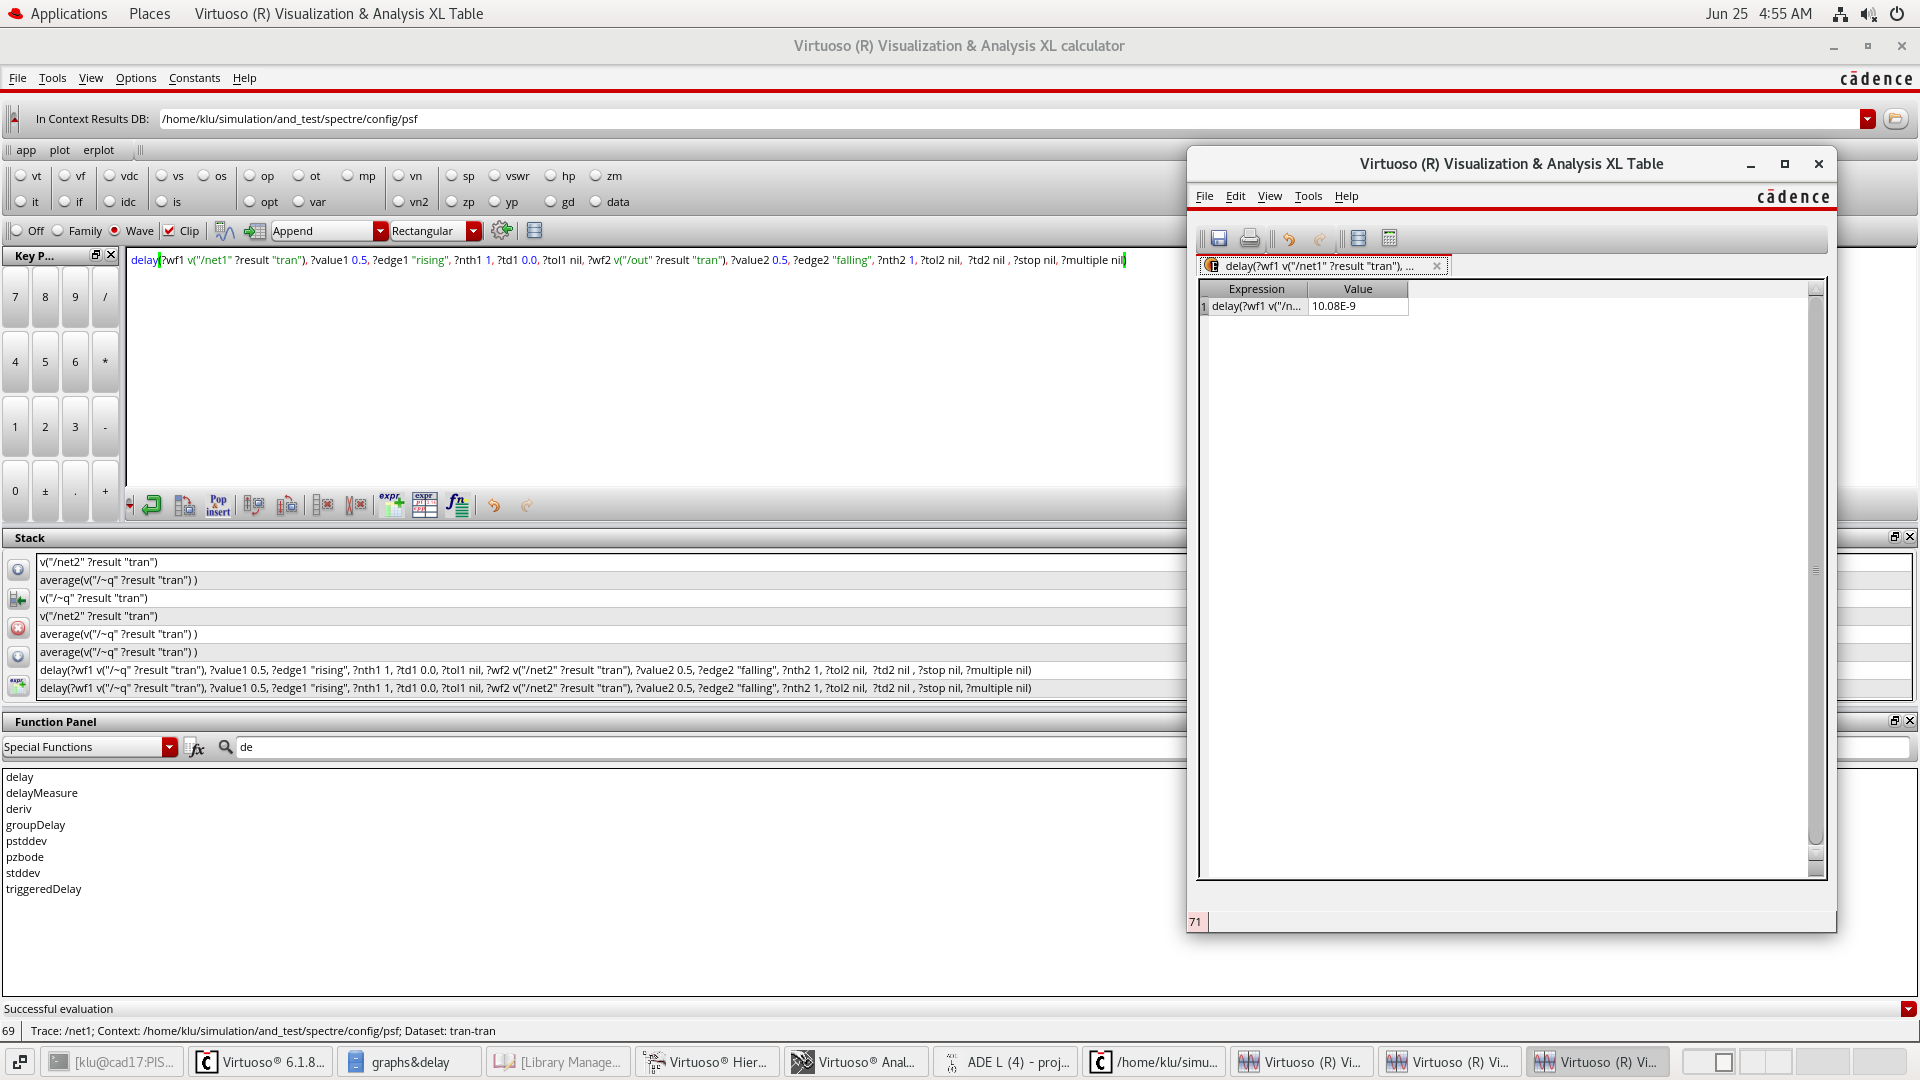 Applications Places Virtuoso (R) Visualization & Analysis XL Table Jun 25 4:55 AM
Virtuoso (R) Visualization & Analysis XL calculator
File Tools View Options Constants Help cādence
In Context Results DB: /home/klu/simulation/and_test/spectre/config/psf
app plot erplot
vt vf vdc vs os op ot mp vn sp vswr hp zm
it if idc is opt var vn2 zp yp gd data
Off Family Wave Clip Append Rectangular
Key P...
delay(?wf1 v("/net1" ?result "tran"), ?value1 0.5, ?edge1 "rising", ?nth1 1, ?td1 0.0, ?tol1 nil, ?wf2 v("/out" ?result "tran"), ?value2 0.5, ?edge2 "falling", ?nth2 1, ?tol2 nil, ?td2 nil , ?stop nil, ?multiple nil)
7 8 9 /
4 5 6 *
1 2 3 -
0 ± . +
Pop & insert expr expr fn
Stack
v("/net2" ?result "tran")
average(v("/~q" ?result "tran") )
v("/~q" ?result "tran")
v("/net2" ?result "tran")
average(v("/~q" ?result "tran") )
average(v("/~q" ?result "tran") )
delay(?wf1 v("/~q" ?result "tran"), ?value1 0.5, ?edge1 "rising", ?nth1 1, ?td1 0.0, ?tol1 nil, ?wf2 v("/net2" ?result "tran"), ?value2 0.5, ?edge2 "falling", ?nth2 1, ?tol2 nil, ?td2 nil , ?stop nil, ?multiple nil)
delay(?wf1 v("/~q" ?result "tran"), ?value1 0.5, ?edge1 "rising", ?nth1 1, ?td1 0.0, ?tol1 nil, ?wf2 v("/net2" ?result "tran"), ?value2 0.5, ?edge2 "falling", ?nth2 1, ?tol2 nil, ?td2 nil , ?stop nil, ?multiple nil)
expr
Function Panel
Special Functions fx de
delay
delayMeasure
deriv
groupDelay
pstddev
pzbode
stddev
triggeredDelay
Successful evaluation
69 Trace: /net1; Context: /home/klu/simulation/and_test/spectre/config/psf; Dataset: tran-tran
Virtuoso (R) Visualization & Analysis XL Table
File Edit View Tools Help cādence
delay(?wf1 v("/net1" ?result "tran"), ...
Expression Value
1 delay(?wf1 v("/n... 10.08E-9
71
[klu@cad17:PIS... Virtuoso® 6.1.8... graphs&delay [Library Manage... Virtuoso® Hier... Virtuoso® Anal... ADE L (4) - proj... /home/klu/simu... Virtuoso (R) Vi... Virtuoso (R) Vi... Virtuoso (R) Vi...